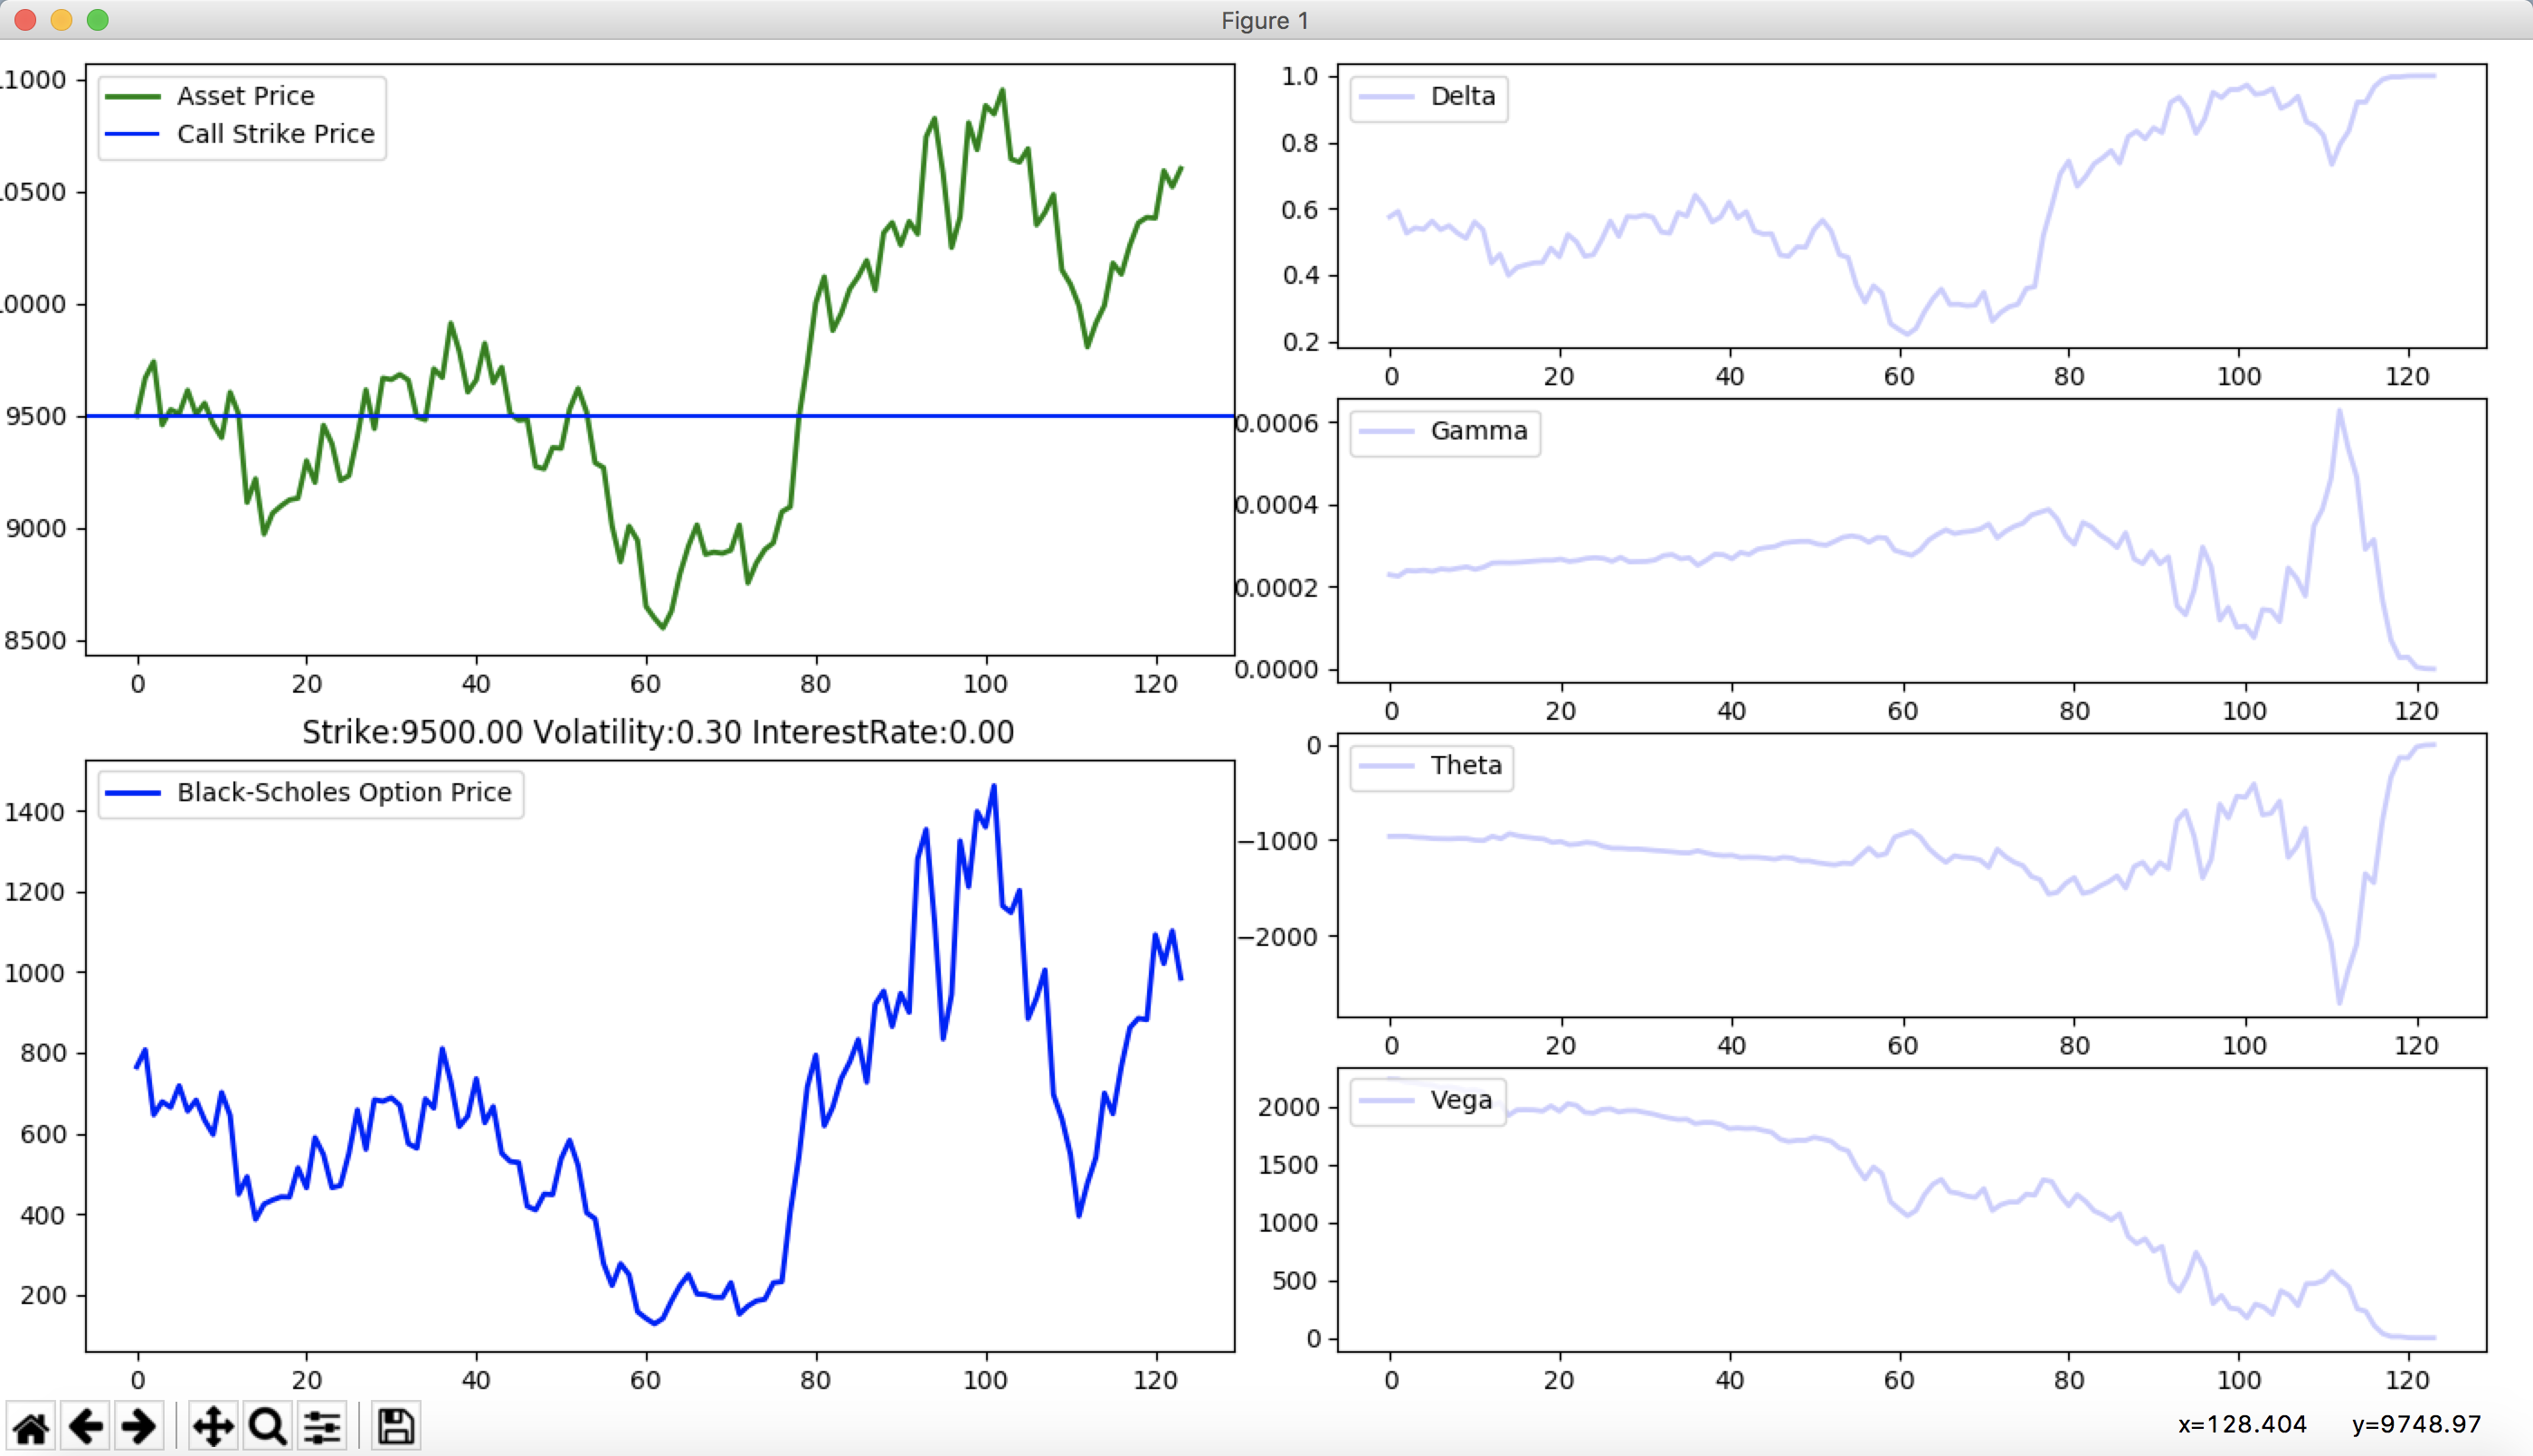 Figure 1
Asset Price
Call Strike Price
10500
9500
9000
8500
0 20 40 60 80 100 120
Strike:9500.00 Volatility:0.30 InterestRate:0.00
Black-Scholes Option Price
1400
1200
1000
800
600
400
200
0 20 40 60 80 100 120
Delta
1.0
0.8
0.6
0.4
0.2
0 20 40 60 80 100 120
Gamma
0.0006
0.0004
0.0002
0.0000
0 20 40 60 80 100 120
Theta
0
−1000
−2000
0 20 40 60 80 100 120
Vega
2000
1500
1000
500
0
0 20 40 60 80 100 120
x=128.404 y=9748.97